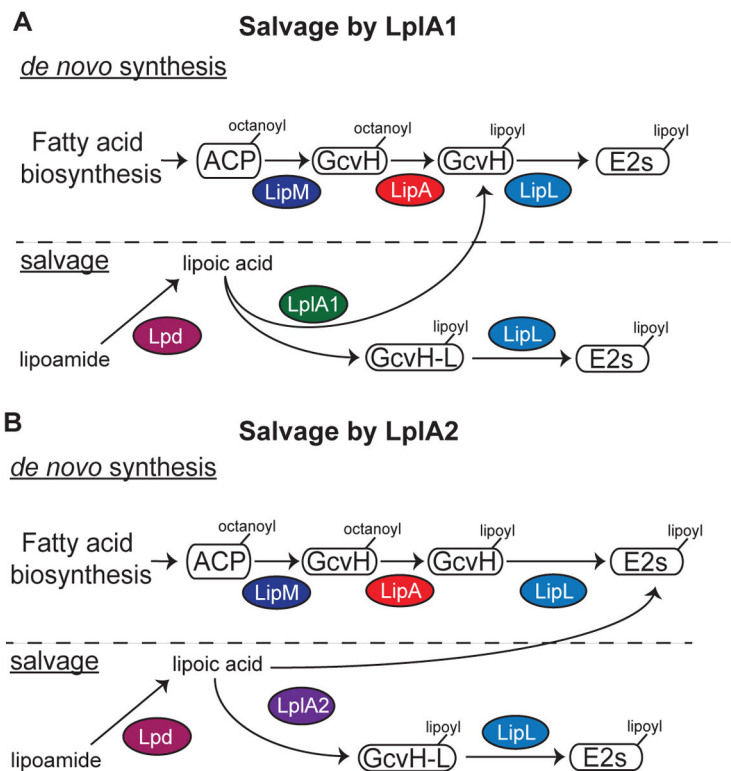 A
Salvage by LplA1
de novo synthesis
octanoyl octanoyl lipoyl lipoyl
Fatty acid biosynthesis ACP GcvH GcvH E2s
LipM LipA LipL
salvage
lipoic acid
LplA1
Lpd
lipoyl LipL lipoyl
lipoamide GcvH-L E2s
B
Salvage by LplA2
de novo synthesis
octanoyl octanoyl lipoyl lipoyl
Fatty acid biosynthesis ACP GcvH GcvH E2s
LipM LipA LipL
salvage
lipoic acid
LplA2
Lpd
lipoyl LipL lipoyl
lipoamide GcvH-L E2s